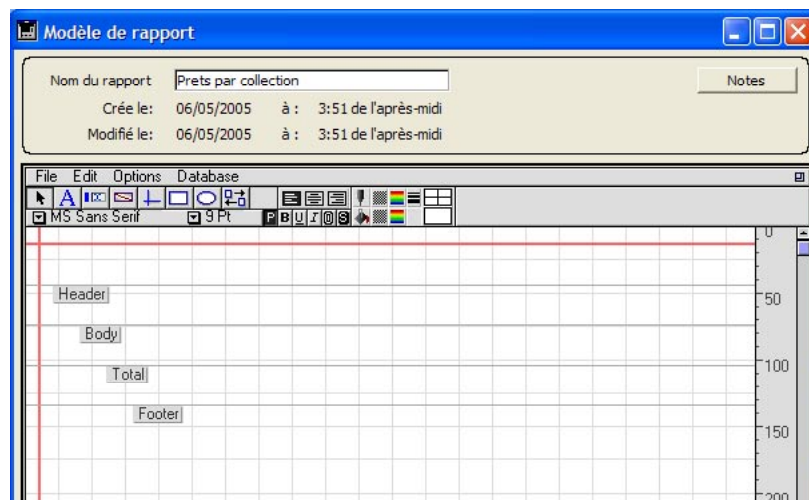 Modèle de rapport
Nom du rapport Prets par collection Notes
Crée le: 06/05/2005 à : 3:51 de l'après-midi
Modifié le: 06/05/2005 à : 3:51 de l'après-midi
File Edit Options Database
A
MS Sans Serif 9 Pt P B U I O S
0
Header 50
Body
Total 100
Footer
150
200